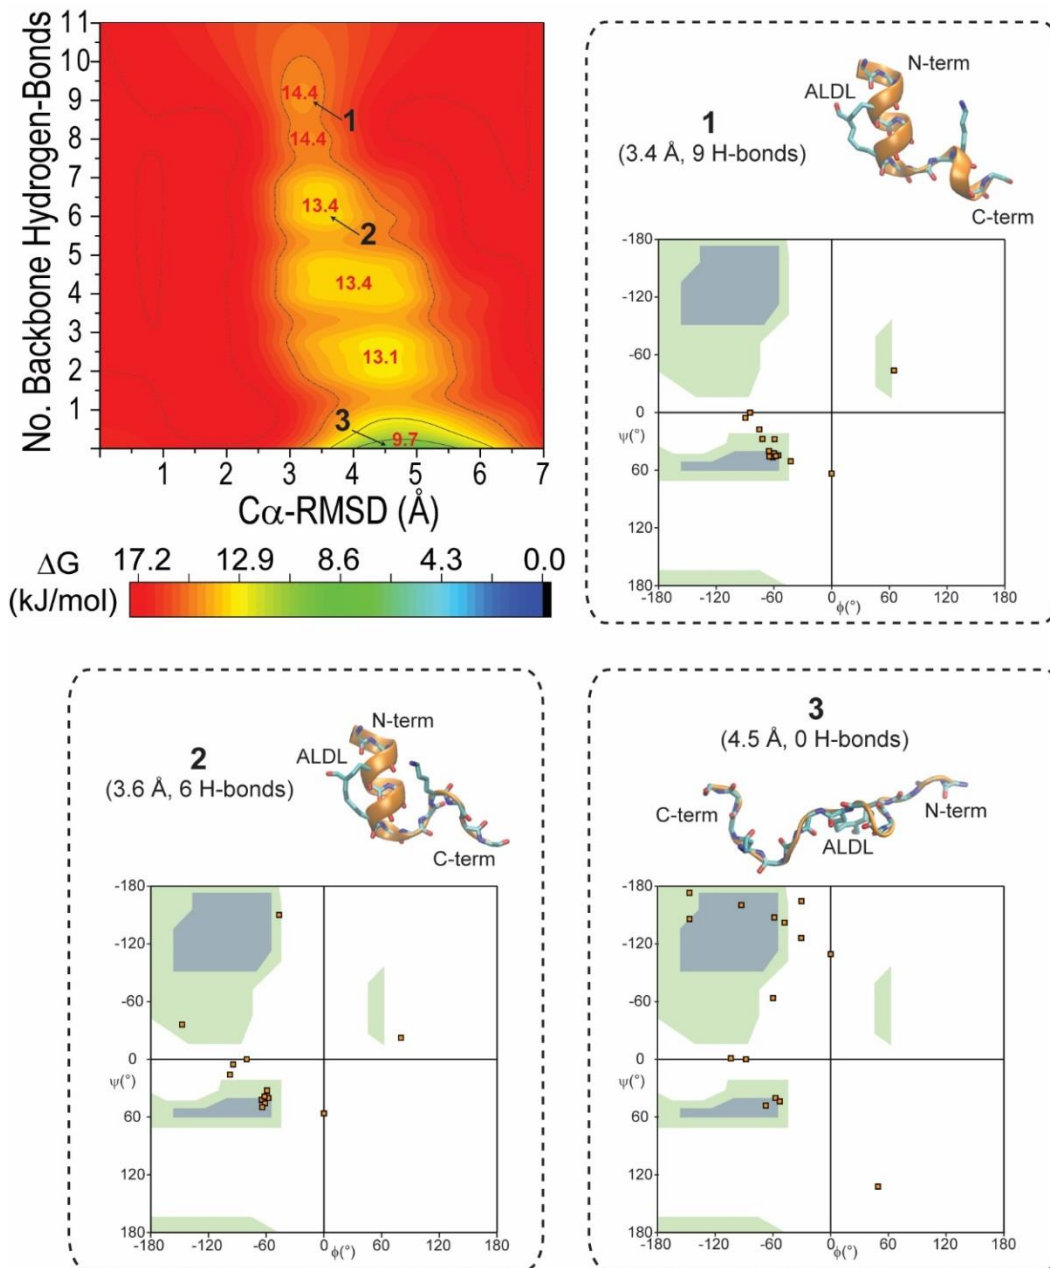 No. Backbone Hydrogen-Bonds
11
10
9
8
7
6
5
4
3
2
1
14.4
1
14.4
13.4
2
13.4
13.1
3
9.7
1 2 3 4 5 6 7
Cα-RMSD (Å)
ΔG
(kJ/mol)
17.2 12.9 8.6 4.3 0.0
1
(3.4 Å, 9 H-bonds)
N-term
ALDL
C-term
-180
-120
-60
0
ψ(°)
60
120
180
-180 -120 -60 0 ϕ(°) 60 120 180
2
(3.6 Å, 6 H-bonds)
N-term
ALDL
C-term
-180
-120
-60
0
ψ(°)
60
120
180
-180 -120 -60 0 ϕ(°) 60 120 180
3
(4.5 Å, 0 H-bonds)
C-term
N-term
ALDL
-180
-120
-60
0
ψ(°)
60
120
180
-180 -120 -60 0 ϕ(°) 60 120 180